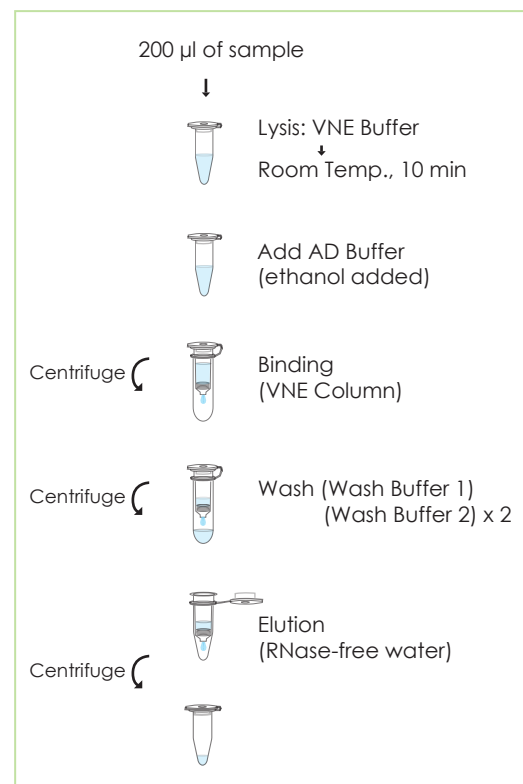 200 µl of sample
Lysis: VNE Buffer
Room Temp., 10 min
Add AD Buffer
(ethanol added)
Centrifuge
Binding
(VNE Column)
Centrifuge
Wash (Wash Buffer 1)
(Wash Buffer 2) x 2
Elution
(RNase-free water)
Centrifuge